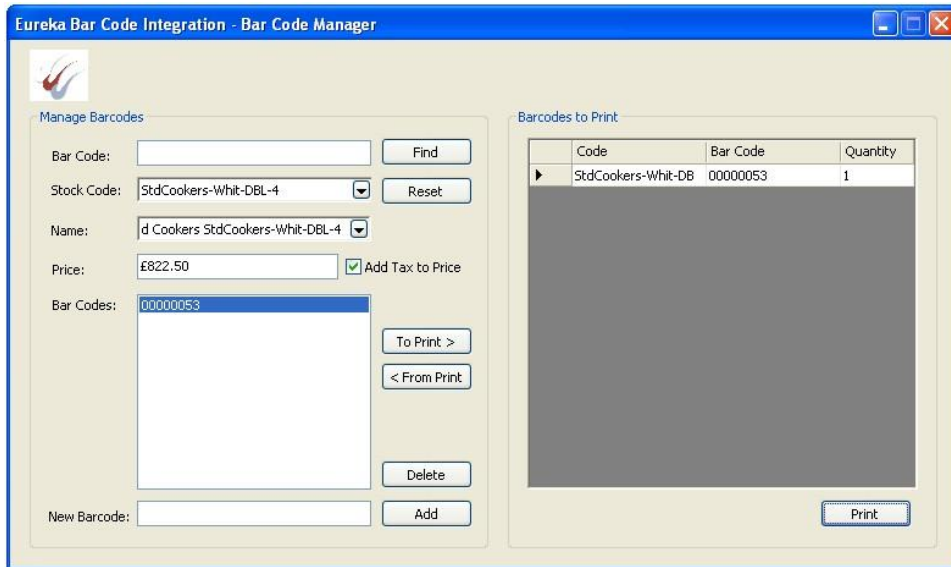 Eureka Bar Code Integration - Bar Code Manager
Manage Barcodes
Bar Code:
Find
Stock Code: StdCookers-Whit-DBL-4
Reset
Name: d Cookers StdCookers-Whit-DBL-4
Price: £822.50 Add Tax to Price
Bar Codes: 00000053
To Print >
< From Print
Delete
New Barcode:
Add
Barcodes to Print
Code Bar Code Quantity
StdCookers-Whit-DB 00000053 1
Print